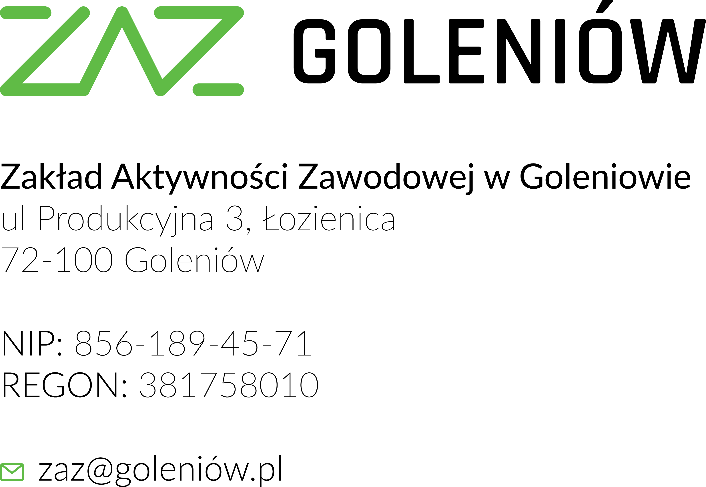 ZAZ GOLENIÓW
Zakład Aktywności Zawodowej w Goleniowie
ul Produkcyjna 3, Łozienica
72-100 Goleniów
NIP: 856-189-45-71
REGON: 381758010
zaz@goleniów.pl